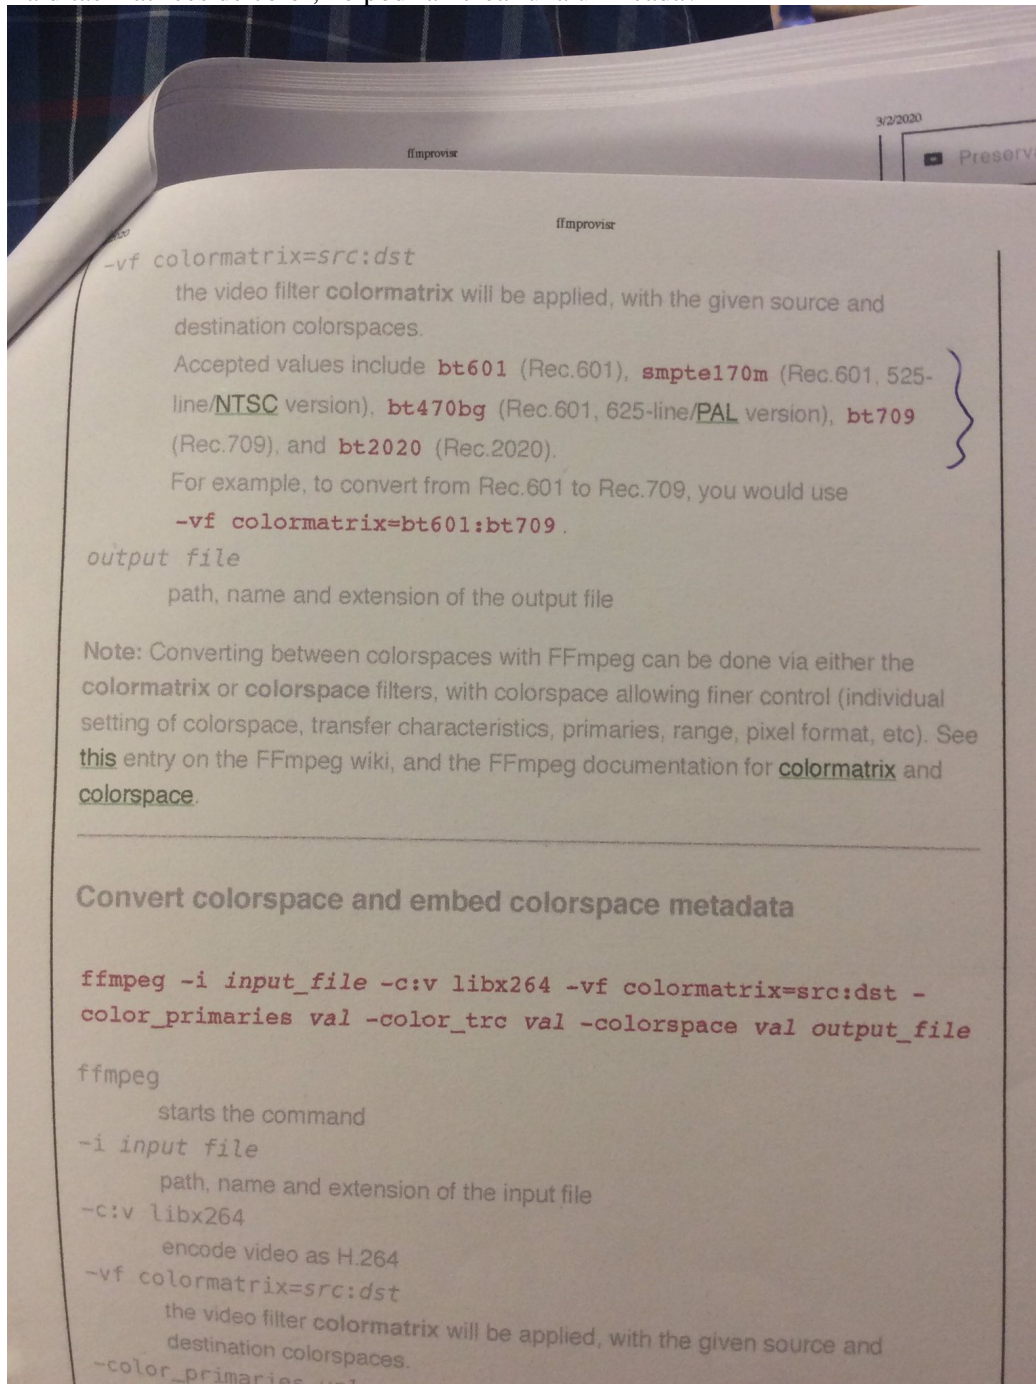 3/2/2020
ffmprovisr
ffmprovisr
-vf colormatrix=src:dst
the video filter colormatrix will be applied, with the given source and
destination colorspaces.
Accepted values include bt601 (Rec.601), smpte170m (Rec.601, 525-
line/NTSC version), bt470bg (Rec.601, 625-line/PAL version), bt709
(Rec.709), and bt2020 (Rec.2020).
For example, to convert from Rec.601 to Rec.709, you would use
-vf colormatrix=bt601:bt709.
output file
path, name and extension of the output file
Note: Converting between colorspaces with FFmpeg can be done via either the
colormatrix or colorspace filters, with colorspace allowing finer control (individual
setting of colorspace, transfer characteristics, primaries, range, pixel format, etc). See
this entry on the FFmpeg wiki, and the FFmpeg documentation for colormatrix and
colorspace.
Convert colorspace and embed colorspace metadata
ffmpeg -i input_file -c:v libx264 -vf colormatrix=src:dst -
color_primaries val -color_trc val -colorspace val output_file
ffmpeg
starts the command
-i input file
path, name and extension of the input file
-c:v libx264
encode video as H.264
-vf colormatrix=src:dst
the video filter colormatrix will be applied, with the given source and
destination colorspaces.
-color_primaries val